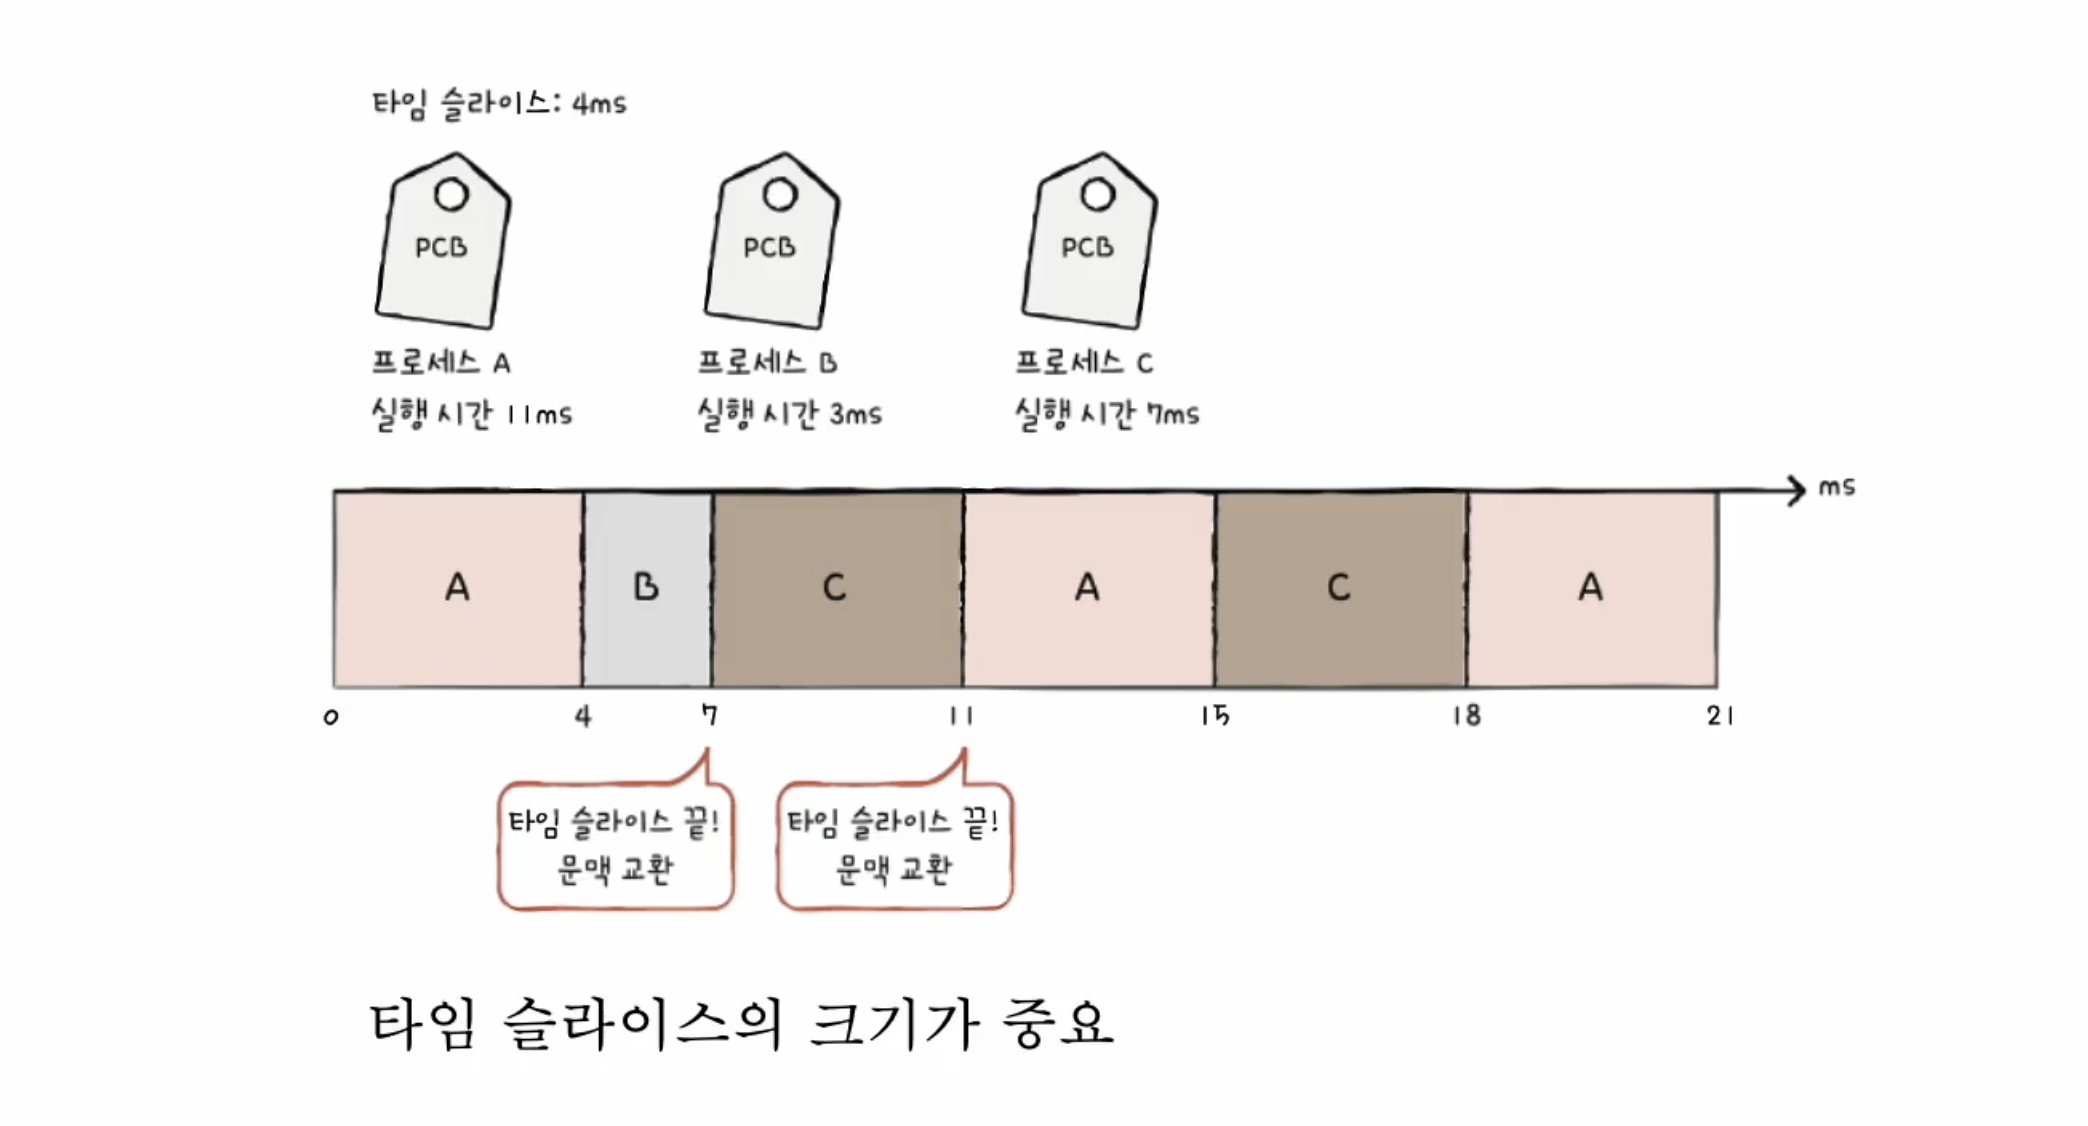 타임 슬라이스: 4ms
PCB
PCB
PCB
프로세스 A
실행 시간 11ms
프로세스 B
실행 시간 3ms
프로세스 C
실행 시간 7ms
ms
A
B
C
A
C
A
0
4
7
11
15
18
21
타임 슬라이스 끝!
문맥 교환
타임 슬라이스 끝!
문맥 교환
타임 슬라이스의 크기가 중요